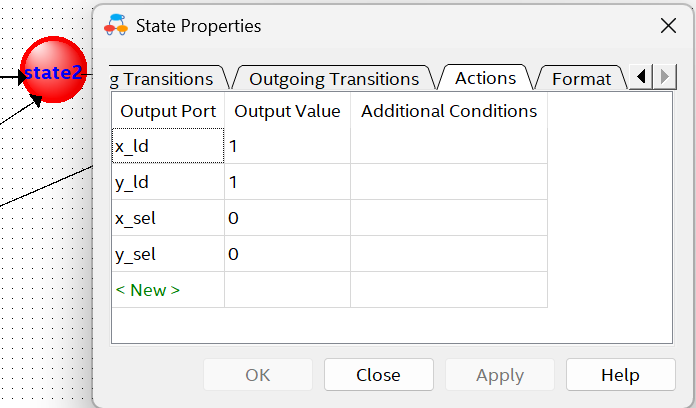 State Properties
state2
g Transitions
Outgoing Transitions
Actions
Format
Output Port Output Value Additional Conditions
x_ld 1
y_ld 1
x_sel 0
y_sel 0
< New >
OK Close Apply Help